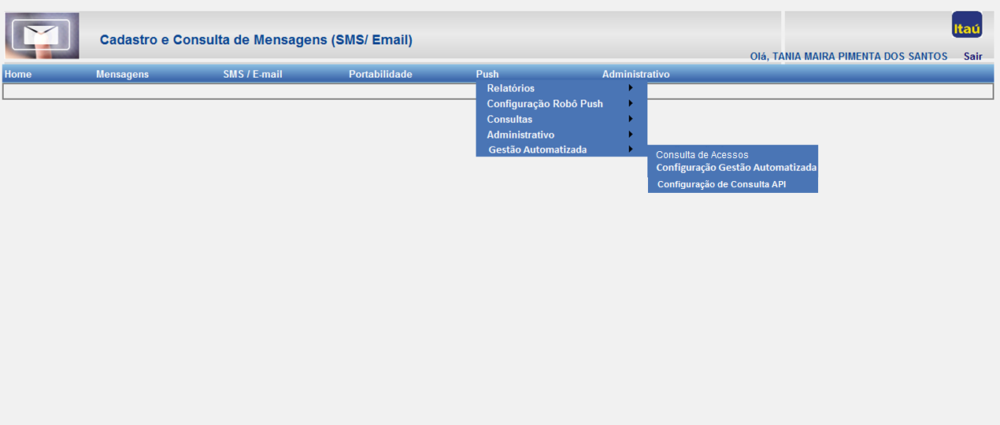 Cadastro e Consulta de Mensagens (SMS/ Email)
Itaú
Olá, TANIA MAIRA PIMENTA DOS SANTOS Sair
Home Mensagens SMS / E-mail Portabilidade Push Administrativo
Relatórios
Configuração Robô Push
Consultas
Administrativo
Gestão Automatizada
Consulta de Acessos
Configuração Gestão Automatizada
Configuração de Consulta API